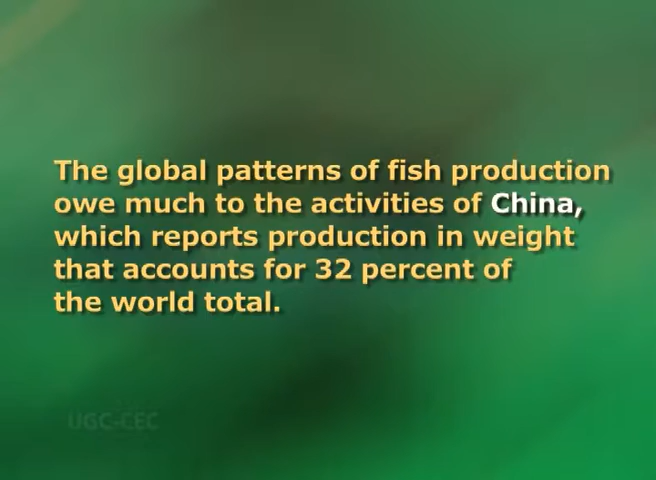 The global patterns of fish production
owe much to the activities of China,
which reports production in weight
that accounts for 32 percent of
the world total.
UGC-CEC